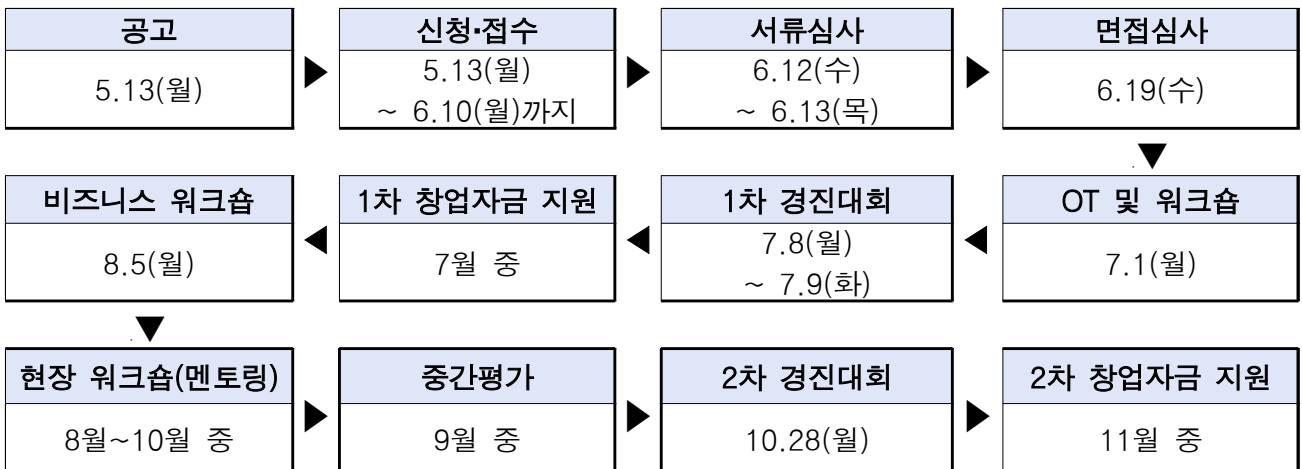 공고
5.13(월)
신청·접수
5.13(월)
~ 6.10(월)까지
서류심사
6.12(수)
~ 6.13(목)
면접심사
6.19(수)
OT 및 워크숍
7.1(월)
1차 경진대회
7.8(월)
~ 7.9(화)
1차 창업자금 지원
7월 중
비즈니스 워크숍
8.5(월)
현장 워크숍(멘토링)
8월~10월 중
중간평가
9월 중
2차 경진대회
10.28(월)
2차 창업자금 지원
11월 중